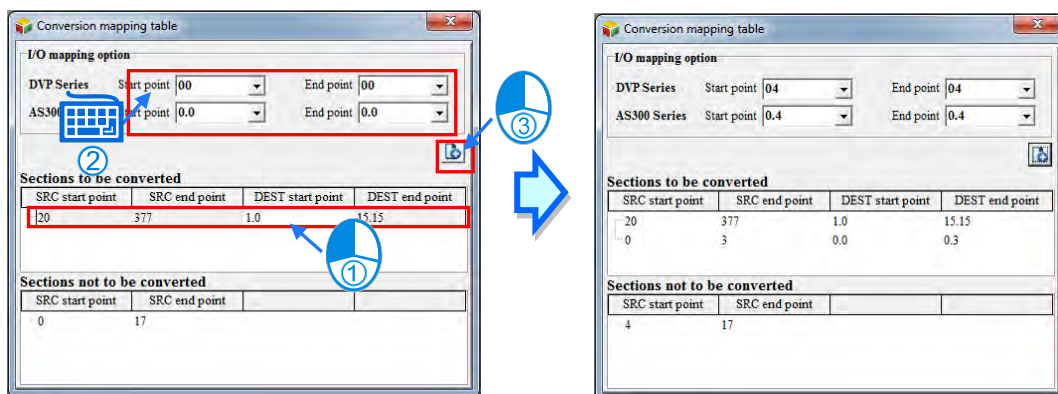 Conversion mapping table
I/O mapping option
DVP Series Start point 00 End point 00
AS300 Start point 0.0 End point 0.0
②
③
Sections to be converted
SRC start point SRC end point DEST start point DEST end point
20 377 1.0 15.15
①
Sections not to be converted
SRC start point SRC end point
0 17
Conversion mapping table
I/O mapping option
DVP Series Start point 04 End point 04
AS300 Series Start point 0.4 End point 0.4
Sections to be converted
SRC start point SRC end point DEST start point DEST end point
20 377 1.0 15.15
0 3 0.0 0.3
Sections not to be converted
SRC start point SRC end point
4 17